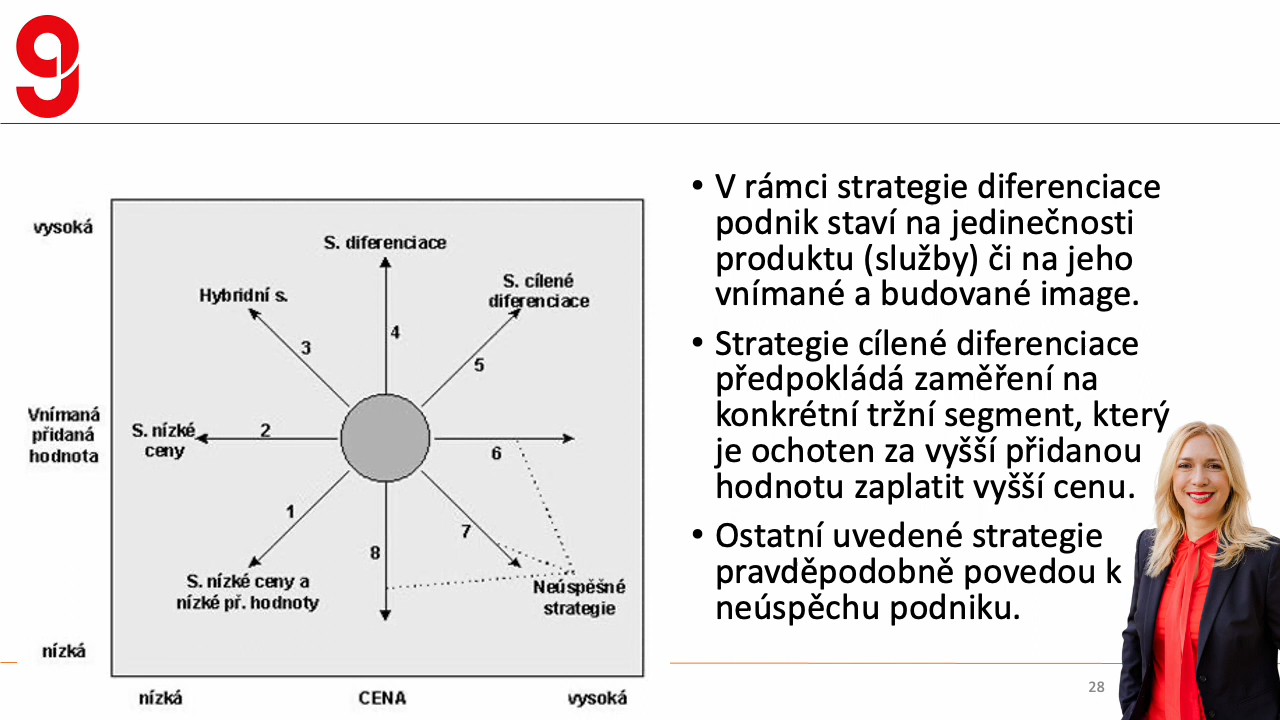 vysoká
S. diferenciace
S. cílené
diferenciace
Hybridní s.
4
3
5
Vnímaná
přidaná
hodnota
S. nízké
ceny
2
6
1
7
8
S. nízké ceny a
nízké př. hodnoty
Neúspěšné
strategie
nízká
nízká
CENA
vysoká
• V rámci strategie diferenciace
podnik staví na jedinečnosti
produktu (služby) či na jeho
vnímané a budované image.
• Strategie cílené diferenciace
předpokládá zaměření na
konkrétní tržní segment, který
je ochoten za vyšší přidanou
hodnotu zaplatit vyšší cenu.
• Ostatní uvedené strategie
pravděpodobně povedou k
neúspěchu podniku.
28